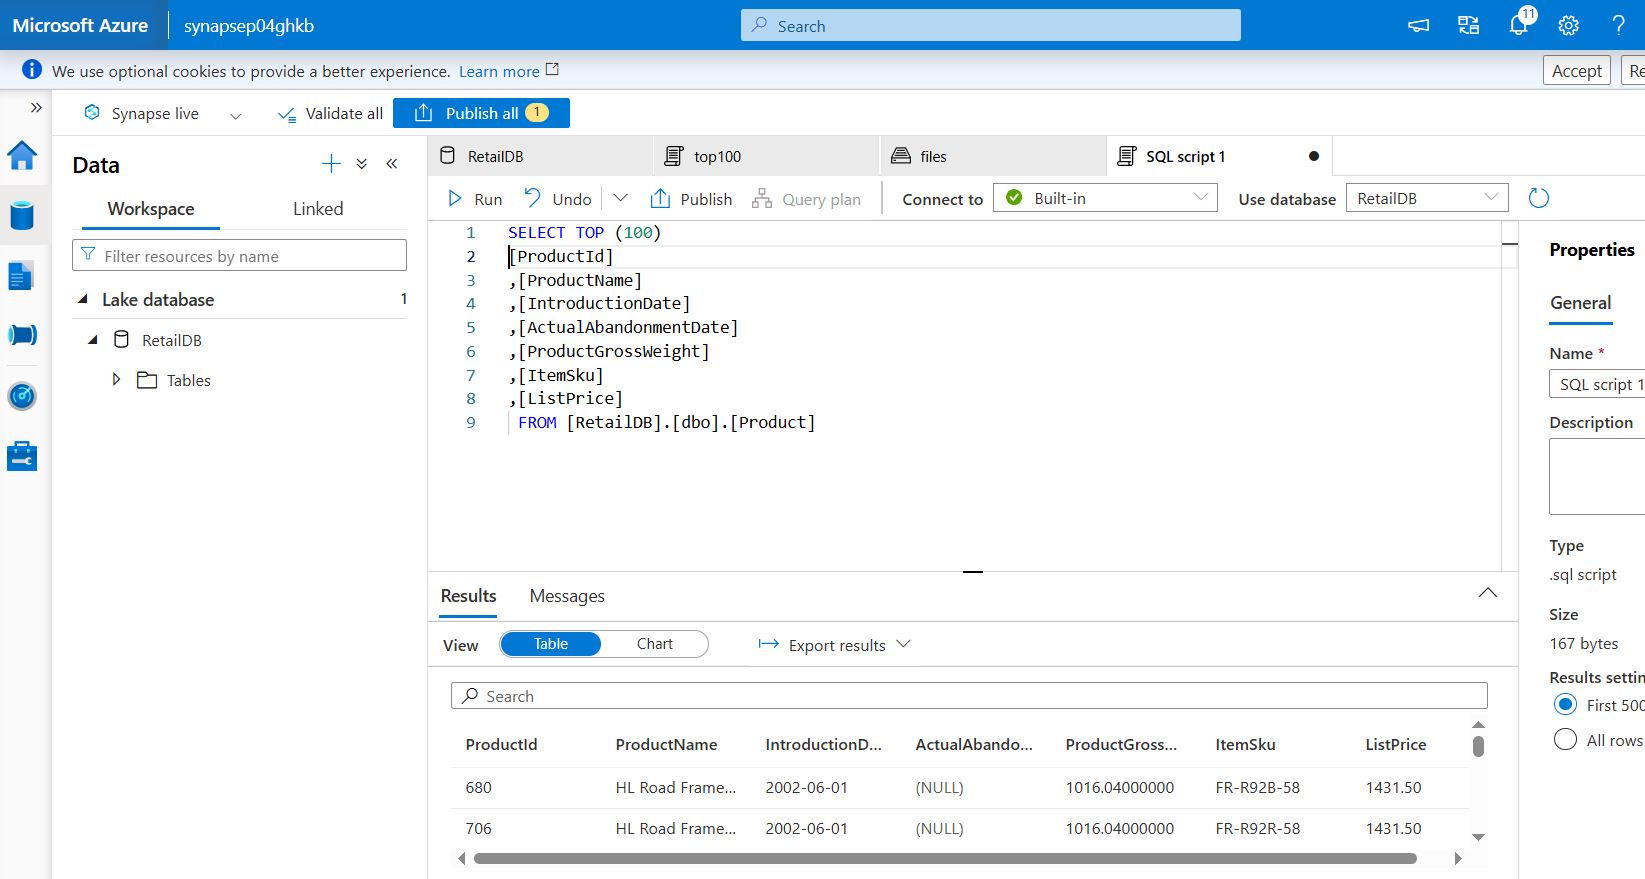 Microsoft Azure
synapsep04ghkb
Search
11
?
We use optional cookies to provide a better experience. Learn more
Accept
Re
Synapse live
Validate all
Publish all 1
Data
Workspace
Linked
Filter resources by name
Lake database 1
RetailDB
Tables
RetailDB
top100
files
SQL script 1
Run
Undo
Publish
Query plan
Connect to
Built-in
Use database
RetailDB
1 SELECT TOP (100)
2 [ProductId]
3 ,[ProductName]
4 ,[IntroductionDate]
5 ,[ActualAbandonmentDate]
6 ,[ProductGrossWeight]
7 ,[ItemSku]
8 ,[ListPrice]
9 FROM [RetailDB].[dbo].[Product]
Properties
General
Name *
SQL script 1
Description
Type
.sql script
Size
167 bytes
Results settin
First 500
All rows
Results
Messages
View
Table
Chart
Export results
Search
ProductId ProductName IntroductionD... ActualAbando... ProductGross... ItemSku ListPrice
680 HL Road Frame... 2002-06-01 (NULL) 1016.04000000 FR-R92B-58 1431.50
706 HL Road Frame... 2002-06-01 (NULL) 1016.04000000 FR-R92R-58 1431.50